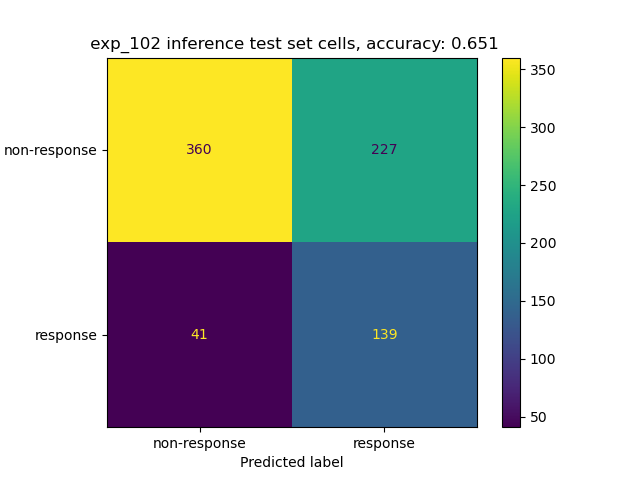 exp_102 inference test set cells, accuracy: 0.651
non-response
360
227
response
41
139
non-response
response
Predicted label
350
300
250
200
150
100
50